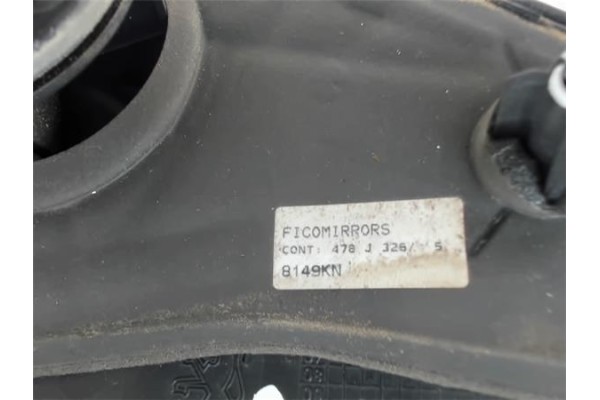 FICOMIRRORS
CONT: 478 J 326/ 5
8149KN